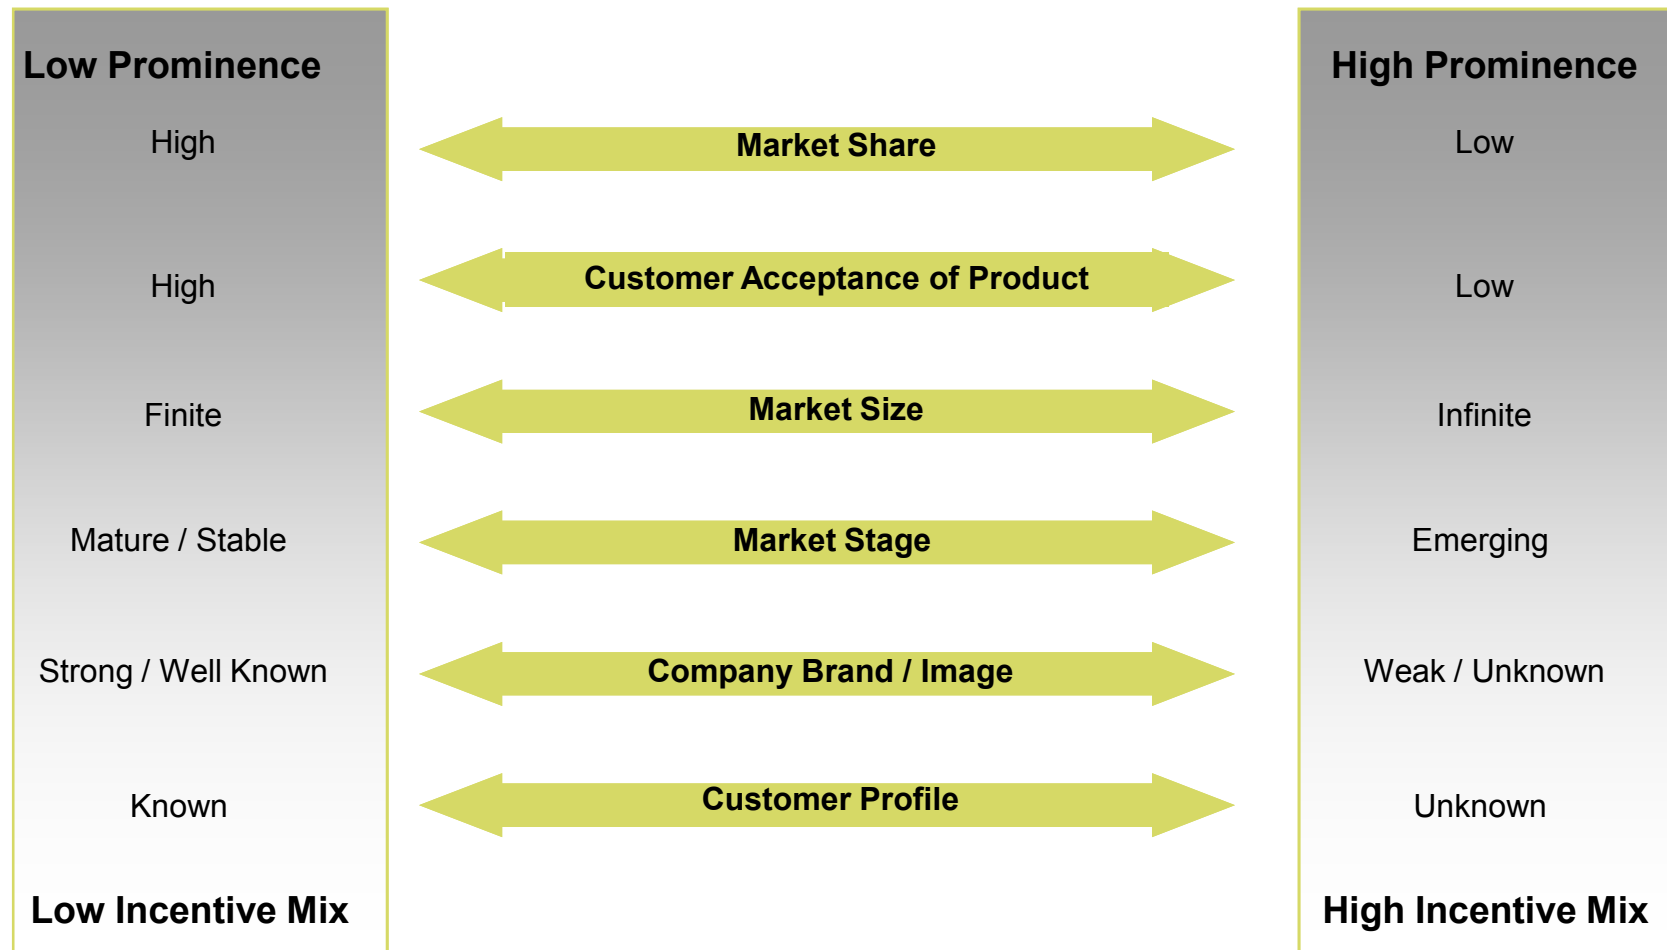 Low Prominence
High Prominence
High
Market Share
Low
High
Customer Acceptance of Product
Low
Finite
Market Size
Infinite
Mature / Stable
Market Stage
Emerging
Strong / Well Known
Company Brand / Image
Weak / Unknown
Known
Customer Profile
Unknown
Low Incentive Mix
High Incentive Mix